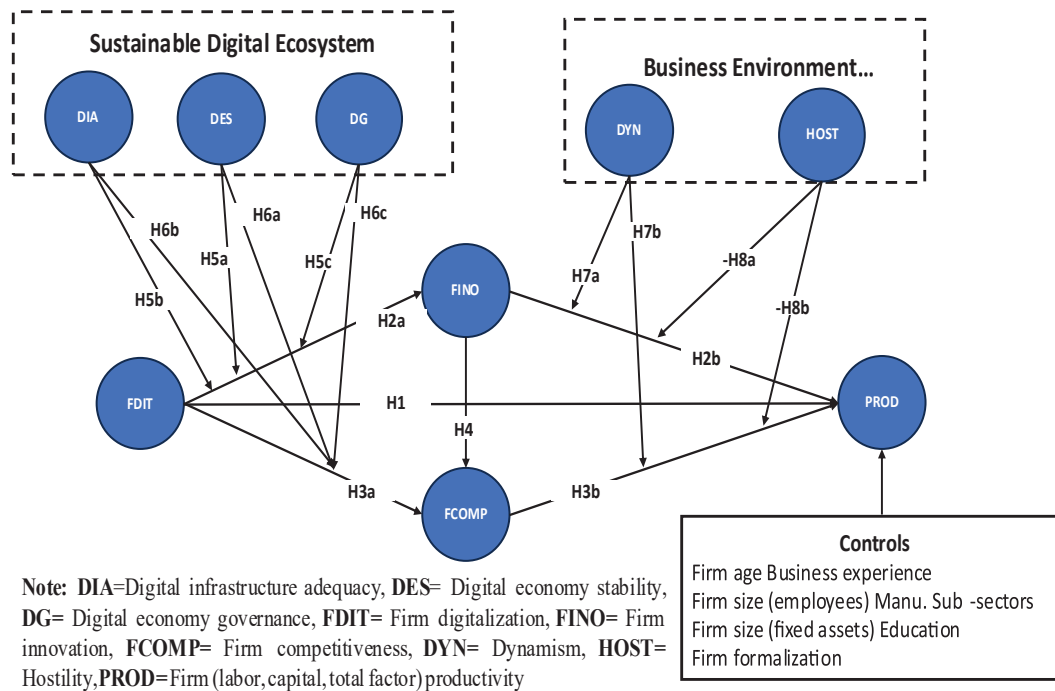 Sustainable Digital Ecosystem
Business Environment...
DIA
DES
DG
DYN
HOST
H6b
H6a
H6c
H5a
H5b
H5c
H7b
H7a
-H8a
-H8b
FINO
H2a
H2b
FDIT
H1
PROD
H4
H3a
H3b
FCOMP
Controls
Firm age Business experience
Firm size (employees) Manu. Sub -sectors
Firm size (fixed assets) Education
Firm formalization
Note: DIA=Digital infrastructure adequacy, DES= Digital economy stability,
DG= Digital economy governance, FDIT= Firm digitalization, FINO= Firm
innovation, FCOMP= Firm competitiveness, DYN= Dynamism, HOST=
Hostility,PROD=Firm (labor, capital, total factor) productivity